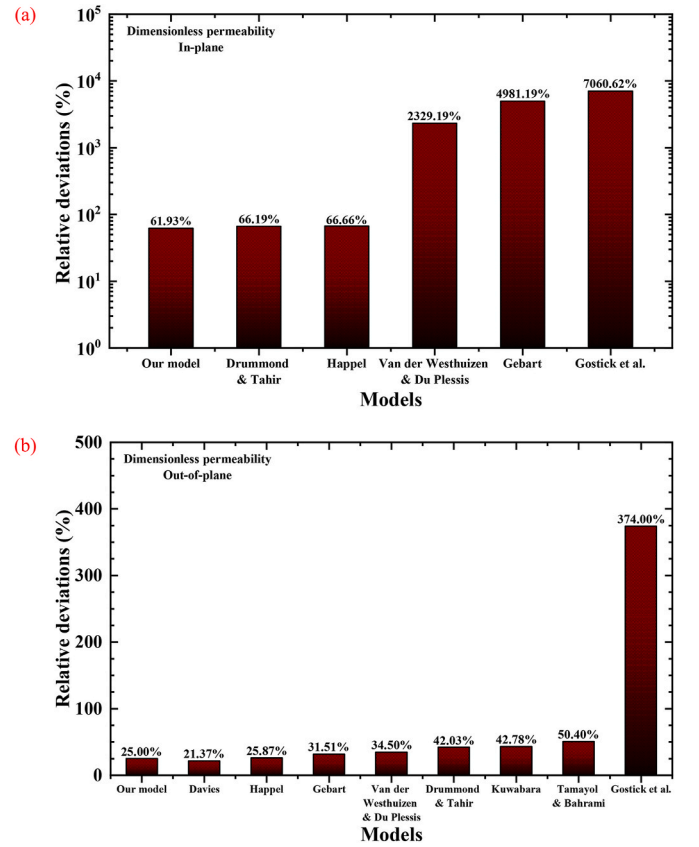 (a)
Dimensionless permeability
In-plane
Relative deviations (%)
10^5
10^4
10^3
10^2
10^1
10^0
61.93%
66.19%
66.66%
2329.19%
4981.19%
7060.62%
Our model
Drummond
& Tahir
Happel
Van der Westhuizen
& Du Plessis
Gebart
Gostick et al.
Models
(b)
Dimensionless permeability
Out-of-plane
Relative deviations (%)
500
400
300
200
100
0
25.00%
21.37%
25.87%
31.51%
34.50%
42.03%
42.78%
50.40%
374.00%
Our model
Davies
Happel
Gebart
Van der
Westhuizen
& Du Plessis
Drummond
& Tahir
Kuwabara
Tamayol
& Bahrami
Gostick et al.
Models